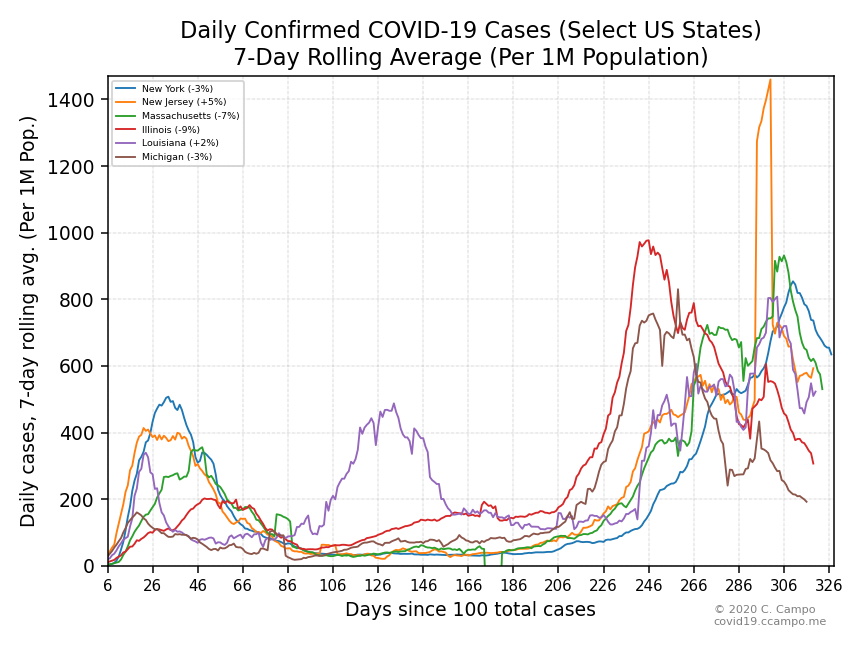 Daily Confirmed COVID-19 Cases (Select US States)
7-Day Rolling Average (Per 1M Population)
Daily cases, 7-day rolling avg. (Per 1M Pop.)
1400
1200
1000
800
600
400
200
0
New York (-3%)
New Jersey (+5%)
Massachusetts (-7%)
Illinois (-9%)
Louisiana (+2%)
Michigan (-3%)
6 26 46 66 86 106 126 146 166 186 206 226 246 266 286 306 326
Days since 100 total cases
© 2020 C. Campo
covid19.ccampo.me